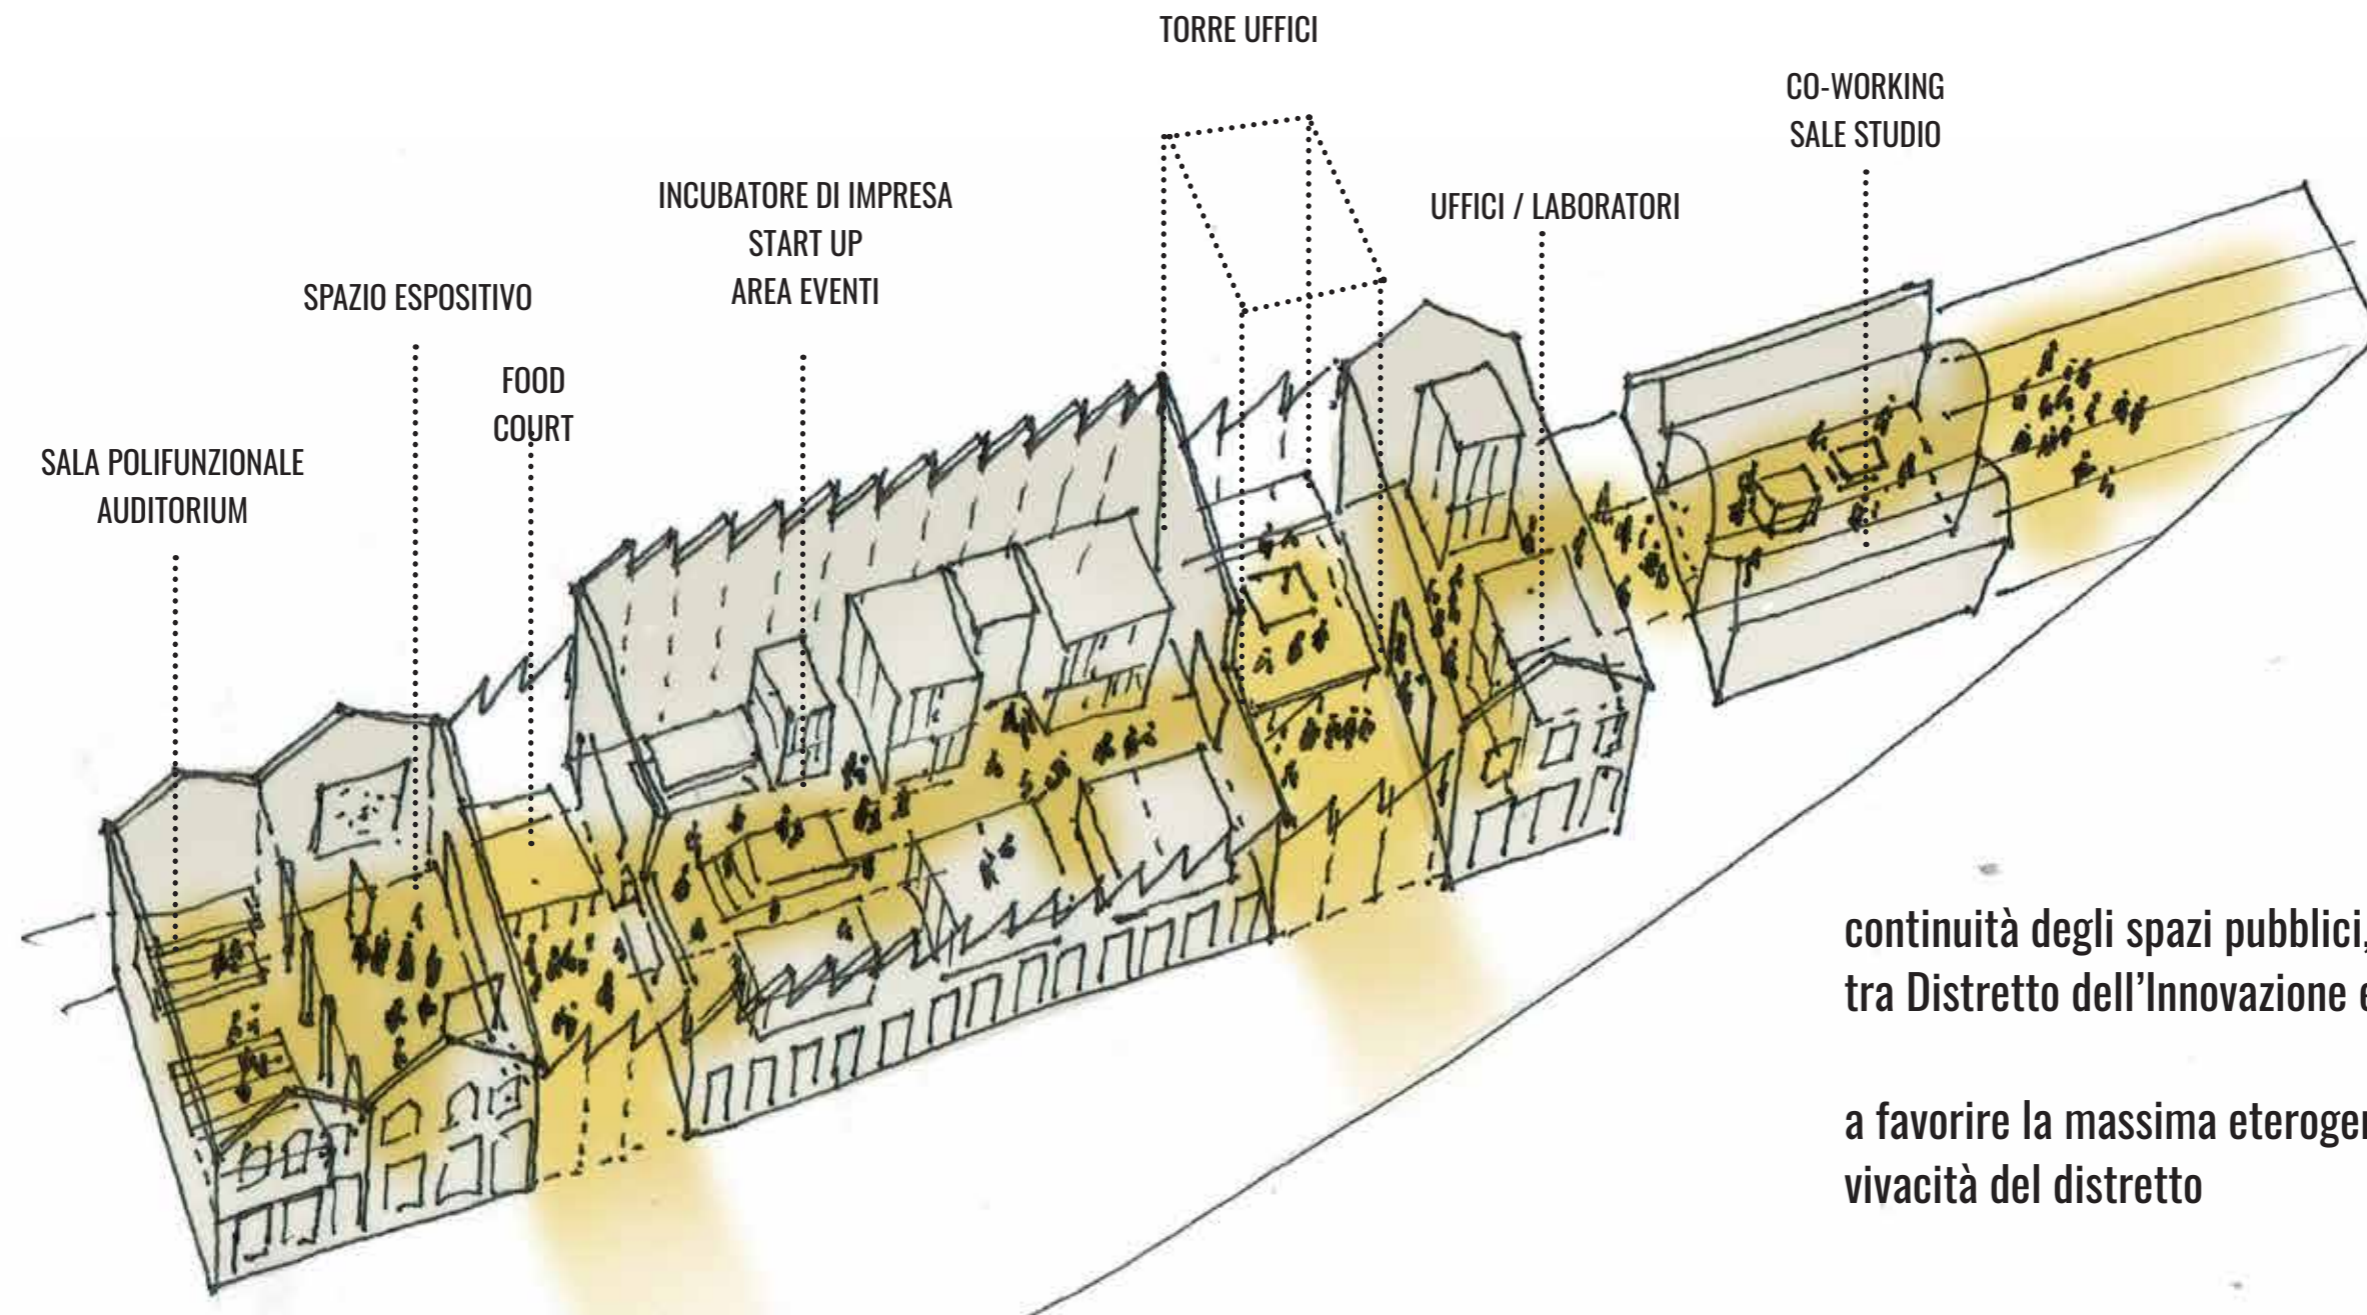 TORRE UFFICI
CO-WORKING
SALE STUDIO
INCUBATORE DI IMPRESA
START UP
AREA EVENTI
UFFICI / LABORATORI
SPAZIO ESPOSITIVO
FOOD
COURT
SALA POLIFUNZIONALE
AUDITORIUM
continuità degli spazi pubblici,
tra Distretto dell’Innovazione e
a favorire la massima
vivacità del distretto